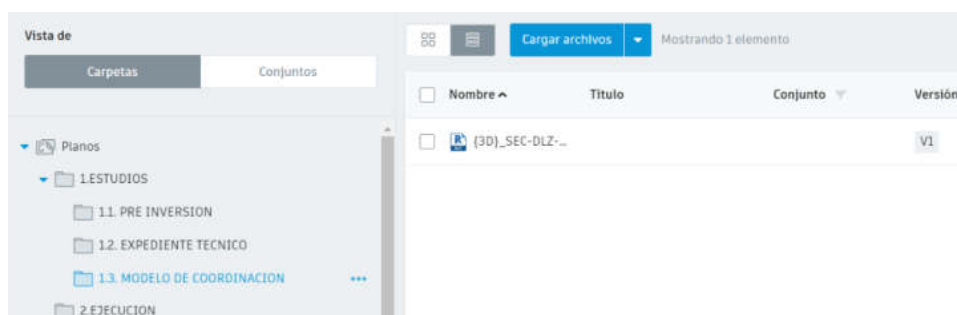 Vista de
Carpetas
Conjuntos
Planos
1.ESTUDIOS
1.1. PRE INVERSION
1.2. EXPEDIENTE TECNICO
1.3. MODELO DE COORDINACION
2.EJECUCION
Cargar archivos
Mostrando 1 elemento
Nombre Título Conjunto Versión
{3D}_SEC-DLZ-... V1